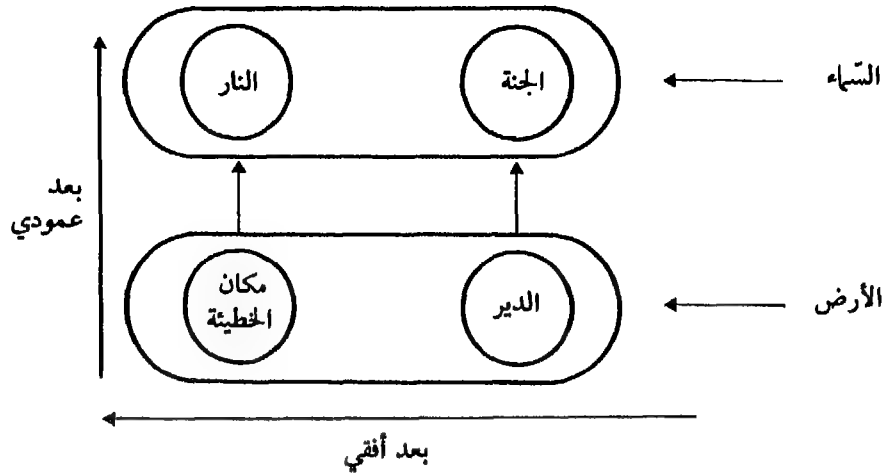 السّماء
الجنة
النار
بعد
عمودي
الأرض
الدير
مكان
الخطيئة
بعد أفقي